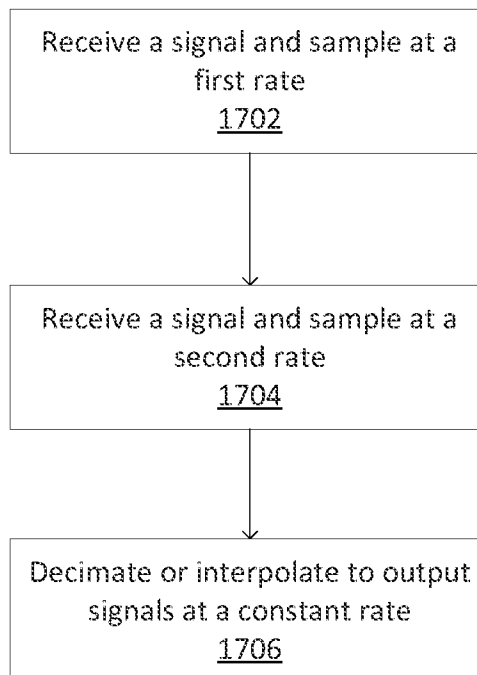 Receive a signal and sample at a
first rate
1702
Receive a signal and sample at a
second rate
1704
Decimate or interpolate to output
signals at a constant rate
1706